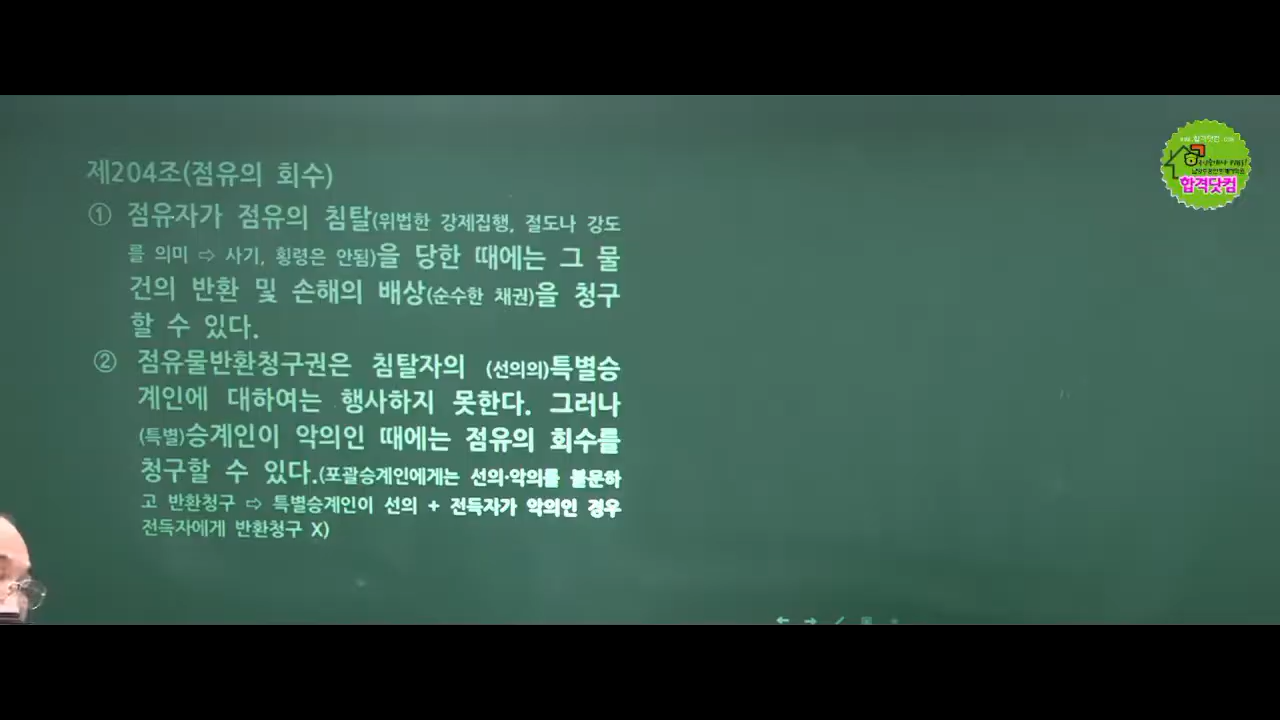 제204조(점유의 회수)
① 점유자가 점유의 침탈(위법한 강제집행, 절도나 강도
를 의미 ⇨ 사기, 횡령은 안됨)을 당한 때에는 그 물
건의 반환 및 손해의 배상(순수한 채권)을 청구
할 수 있다.
② 점유물반환청구권은 침탈자의 (선의의)특별승
계인에 대하여는 행사하지 못한다. 그러나
(특별)승계인이 악의인 때에는 점유의 회수를
청구할 수 있다.(포괄승계인에게는 선의·악의를 불문하
고 반환청구 ⇨ 특별승계인이 선의 + 전득자가 악의인 경우
전득자에게 반환청구 X)
www.합격닷컴.com
합격닷컴